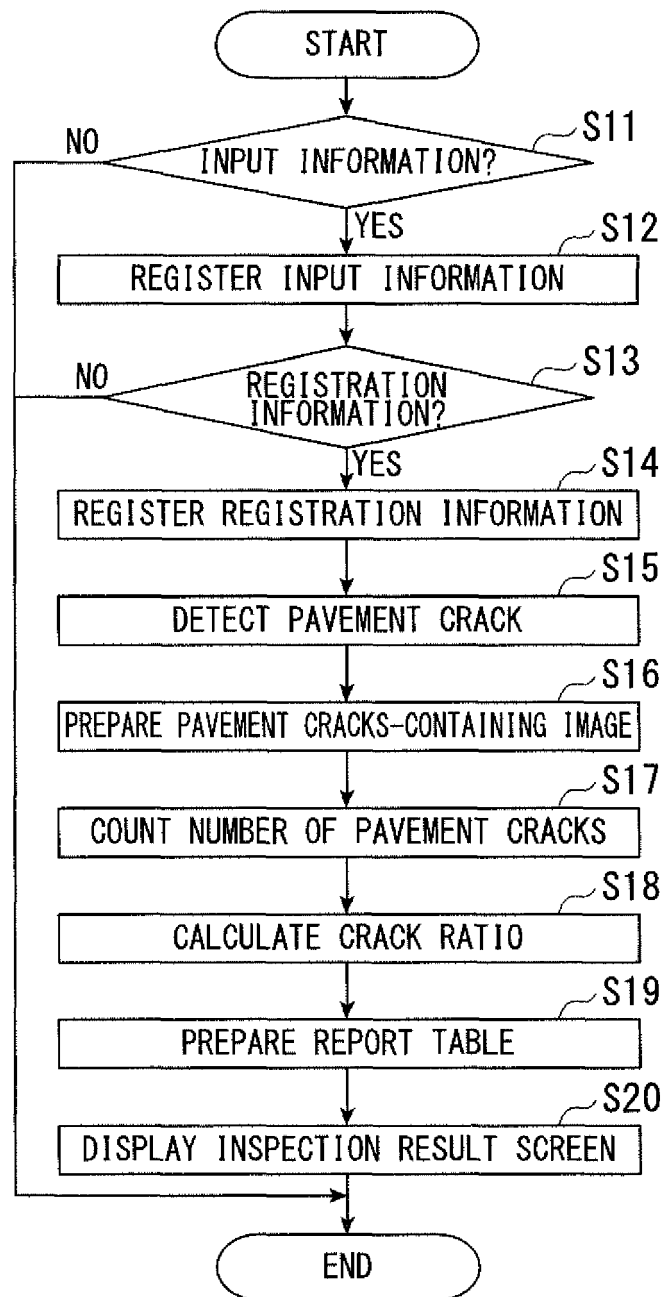 START
S11
NO
INPUT INFORMATION?
YES
S12
REGISTER INPUT INFORMATION
S13
NO
REGISTRATION
INFORMATION?
YES
S14
REGISTER REGISTRATION INFORMATION
S15
DETECT PAVEMENT CRACK
S16
PREPARE PAVEMENT CRACKS-CONTAINING IMAGE
S17
COUNT NUMBER OF PAVEMENT CRACKS
S18
CALCULATE CRACK RATIO
S19
PREPARE REPORT TABLE
S20
DISPLAY INSPECTION RESULT SCREEN
END